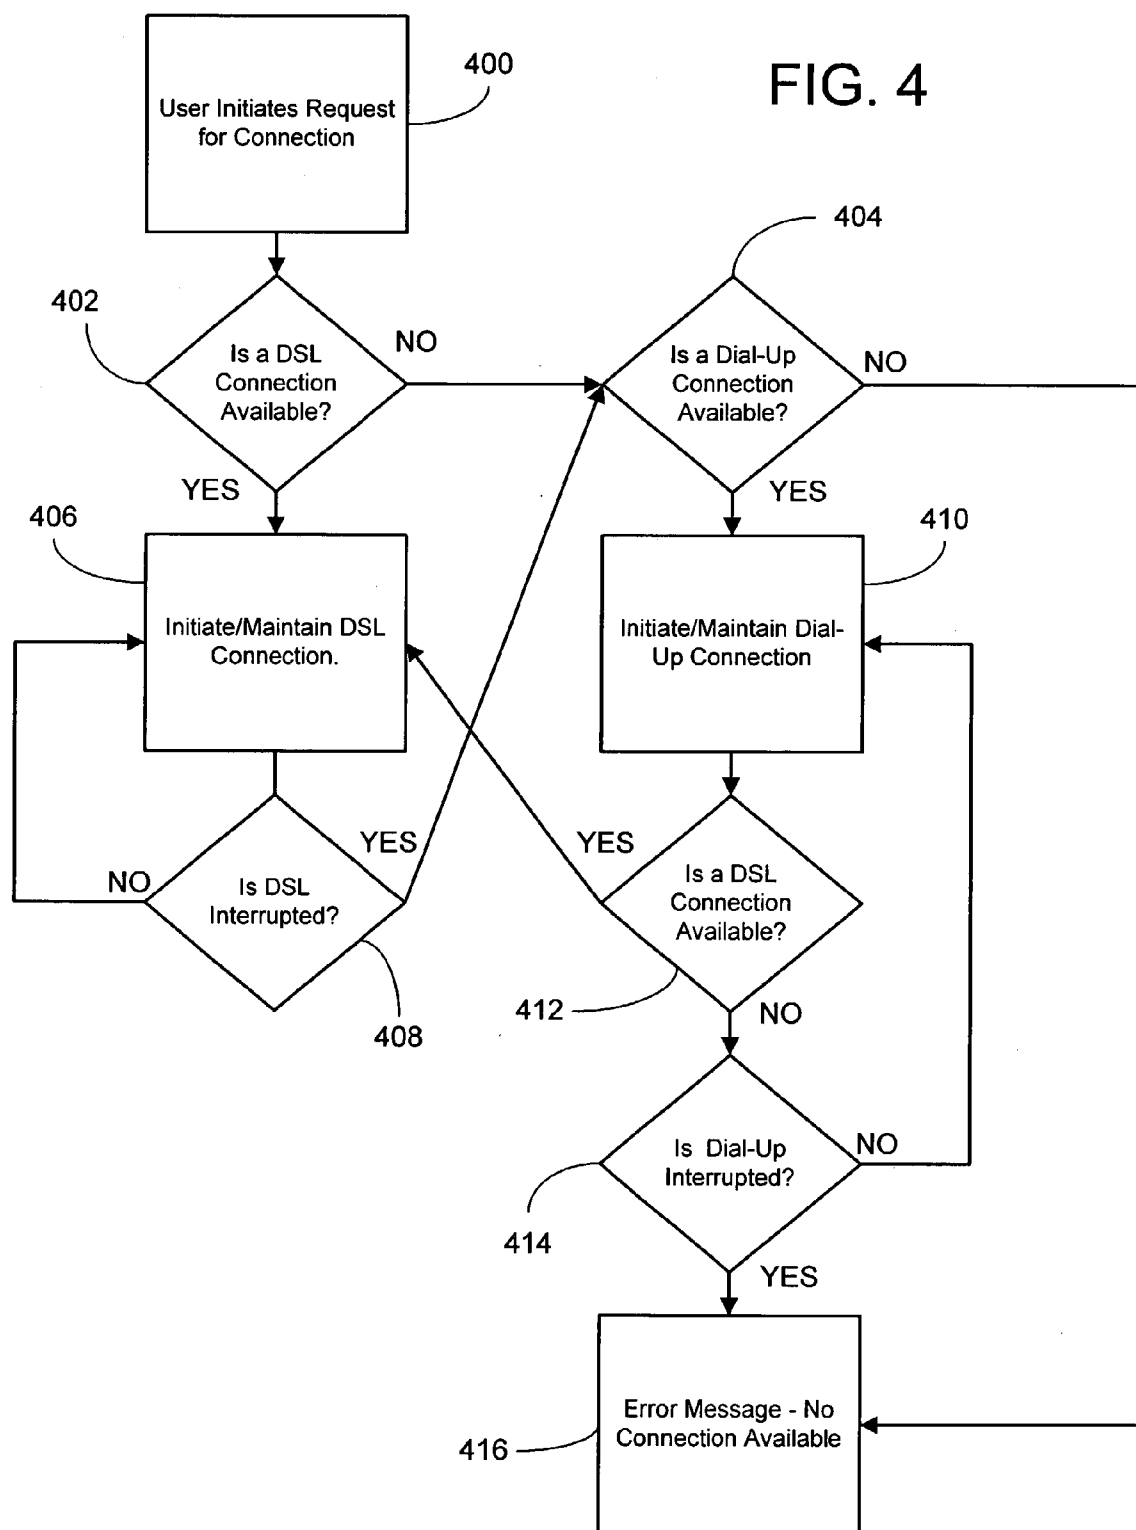 FIG. 4
400
User Initiates Request
for Connection
404
402
Is a DSL
Connection
Available?
NO
Is a Dial-Up
Connection
Available?
NO
YES
YES
406
410
Initiate/Maintain DSL
Connection.
Initiate/Maintain Dial-
Up Connection
YES
YES
NO
Is DSL
Interrupted?
Is a DSL
Connection
Available?
412
408
NO
Is Dial-Up
Interrupted?
NO
414
YES
Error Message - No
Connection Available
416